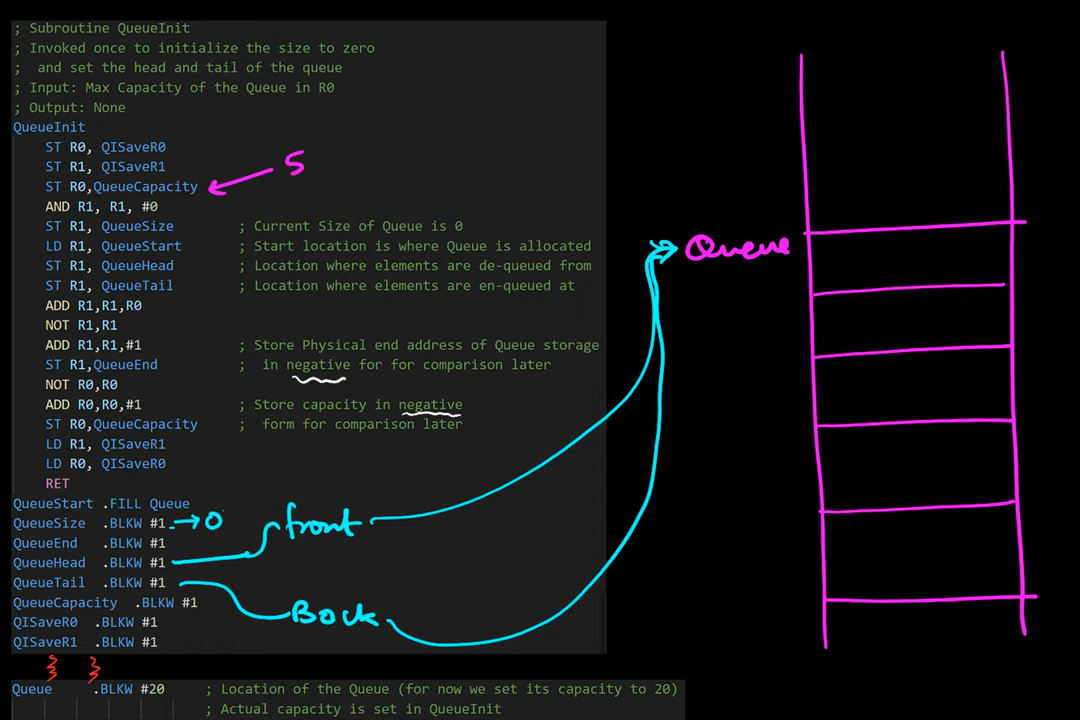 ; Subroutine QueueInit
; Invoked once to initialize the size to zero
;  and set the head and tail of the queue
; Input: Max Capacity of the Queue in R0
; Output: None
QueueInit
ST R0, QISaveR0
ST R1, QISaveR1
ST R0,QueueCapacity
5
AND R1, R1, #0
ST R1, QueueSize ; Current Size of Queue is 0
LD R1, QueueStart ; Start location is where Queue is allocated
ST R1, QueueHead ; Location where elements are de-queued from
ST R1, QueueTail ; Location where elements are en-queued at
ADD R1,R1,R0
NOT R1,R1
ADD R1,R1,#1 ; Store Physical end address of Queue storage
ST R1,QueueEnd ;  in negative for for comparison later
NOT R0,R0
ADD R0,R0,#1 ; Store capacity in negative
ST R0,QueueCapacity ;  form for comparison later
LD R1, QISaveR1
LD R0, QISaveR0
RET
QueueStart .FILL Queue
QueueSize .BLKW #1 → 0
QueueEnd .BLKW #1
QueueHead .BLKW #1
front
QueueTail .BLKW #1
Back
QueueCapacity .BLKW #1
QISaveR0 .BLKW #1
QISaveR1 .BLKW #1
Queue .BLKW #20 ; Location of the Queue (for now we set its capacity to 20)
; Actual capacity is set in QueueInit
Queue